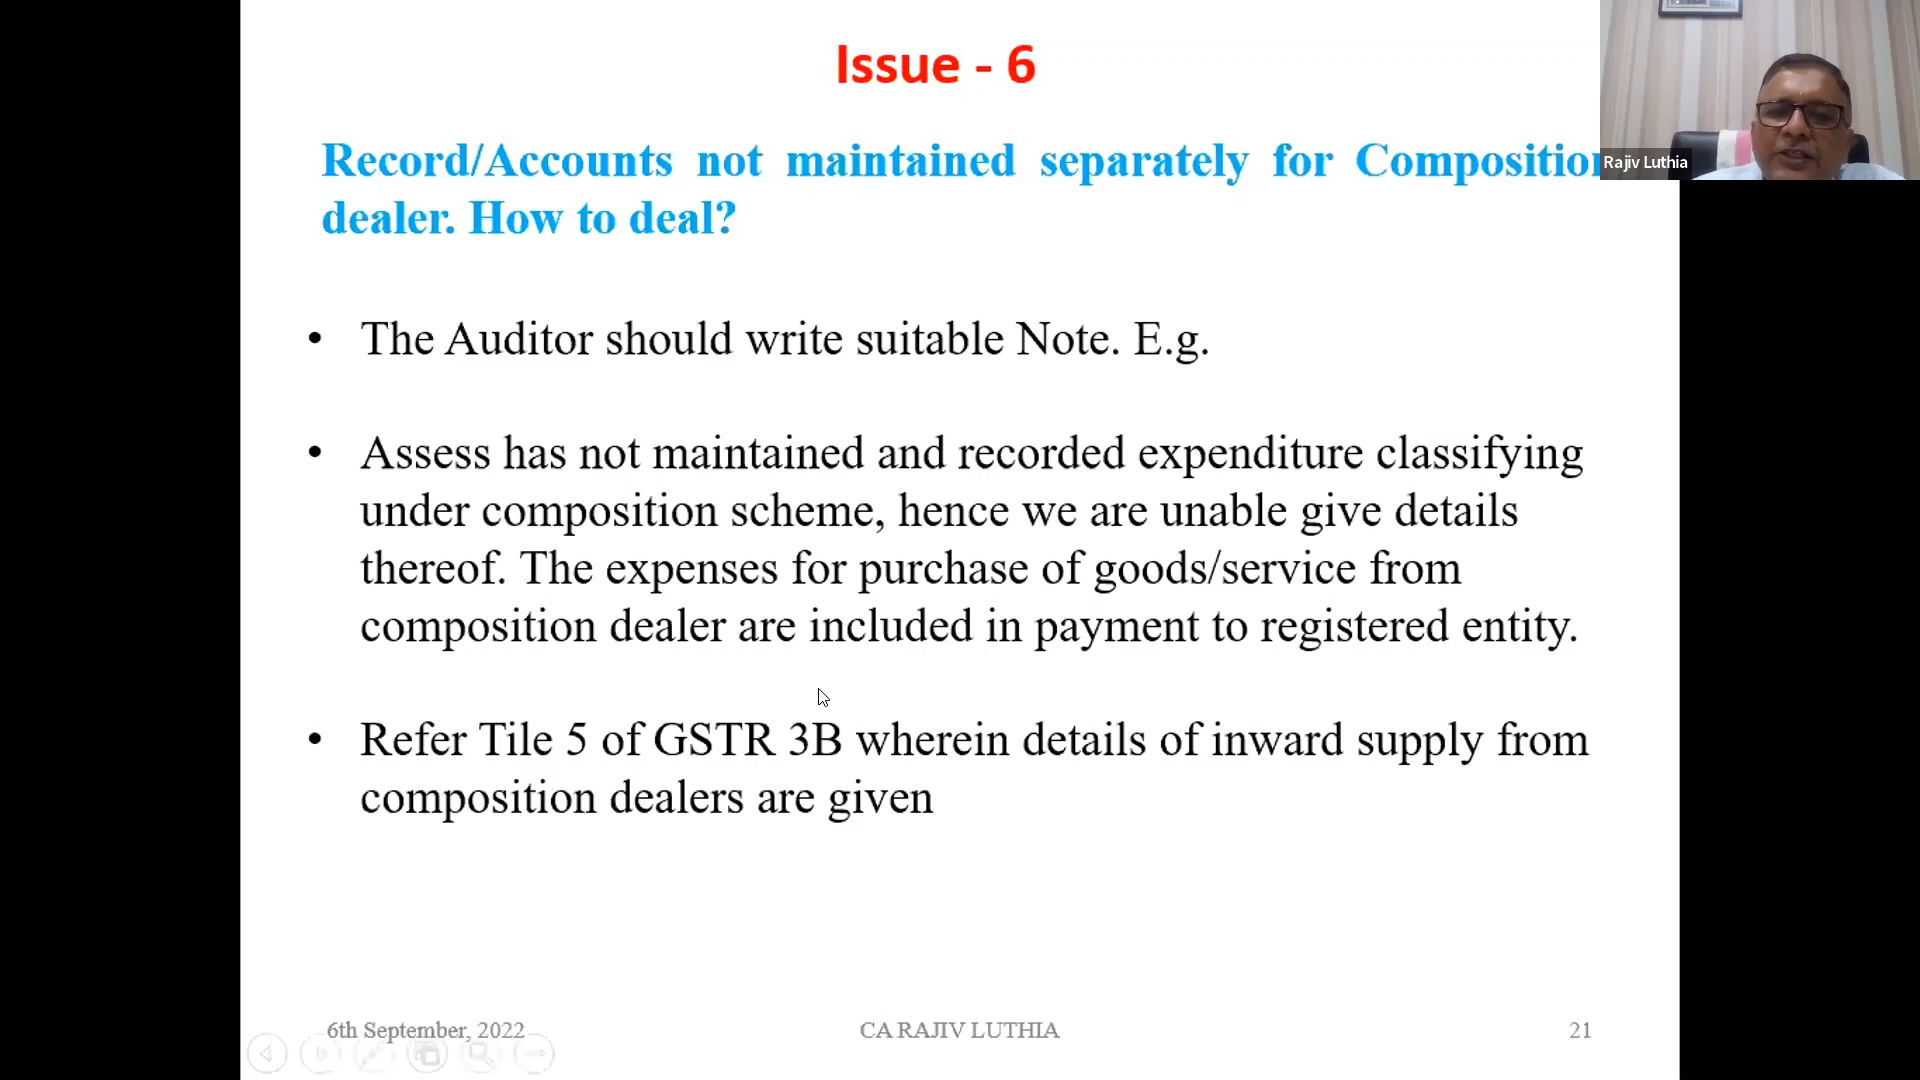 Issue - 6
Record/Accounts not maintained separately for Composition
dealer. How to deal?
• The Auditor should write suitable Note. E.g.
• Assess has not maintained and recorded expenditure classifying
under composition scheme, hence we are unable give details
thereof. The expenses for purchase of goods/service from
composition dealer are included in payment to registered entity.
• Refer Tile 5 of GSTR 3B wherein details of inward supply from
composition dealers are given
6th September, 2022
CA RAJIV LUTHIA
21
Rajiv Luthia